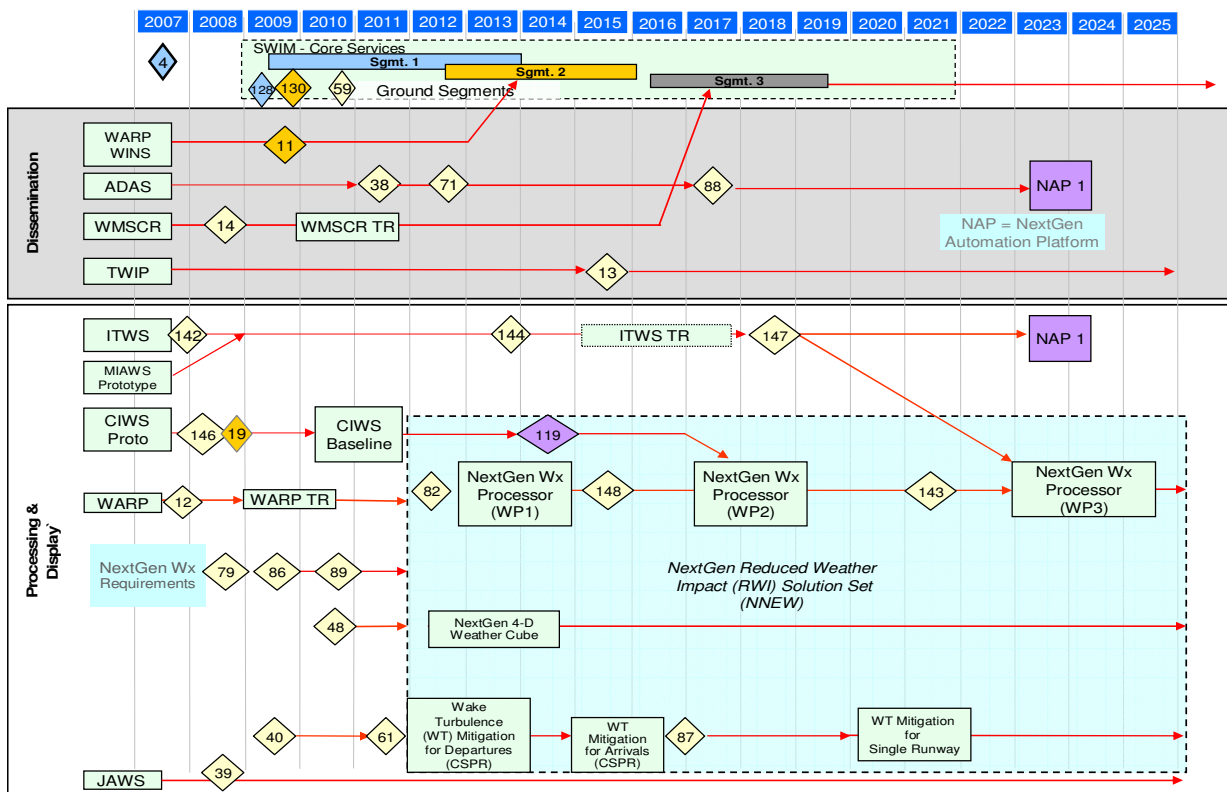 2007 2008 2009 2010 2011 2012 2013 2014 2015 2016 2017 2018 2019 2020 2021 2022 2023 2024 2025
SWIM - Core Services
4
Sgmt. 1
Sgmt. 2
Sgmt. 3
128
130
59
Ground Segments
Dissemination
WARP
WINS
11
ADAS
38
71
88
NAP 1
WMSCR
14
WMSCR TR
NAP = NextGen
Automation Platform
TWIP
13
Processing &
Display`
ITWS
142
144
ITWS TR
147
NAP 1
MIAWS
Prototype
CIWS
Proto
146
19
CIWS
Baseline
119
WARP
12
WARP TR
82
NextGen Wx
Processor
(WP1)
148
NextGen Wx
Processor
(WP2)
143
NextGen Wx
Processor
(WP3)
NextGen Wx
Requirements
79
86
89
NextGen Reduced Weather
Impact (RWI) Solution Set
(NNEW)
48
NextGen 4-D
Weather Cube
40
61
Wake
Turbulence
(WT) Mitigation
for Departures
(CSPR)
WT
Mitigation
for Arrivals
(CSPR)
87
WT Mitigation
for
Single Runway
JAWS
39